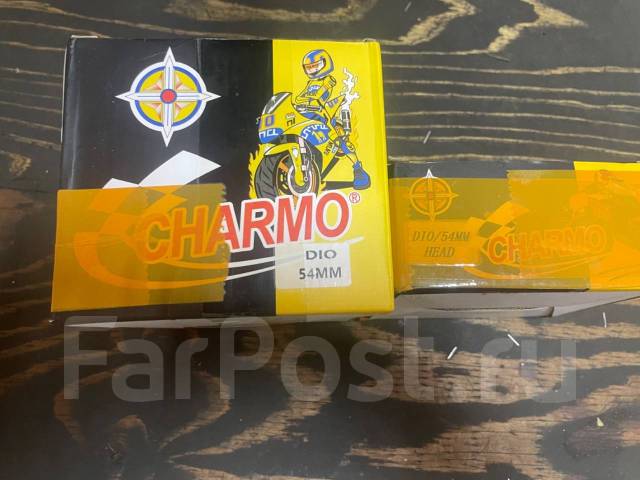 CHARMO®
DIO
54MM
DIO/54MM
HEAD
CHARMO
FarPost.ru